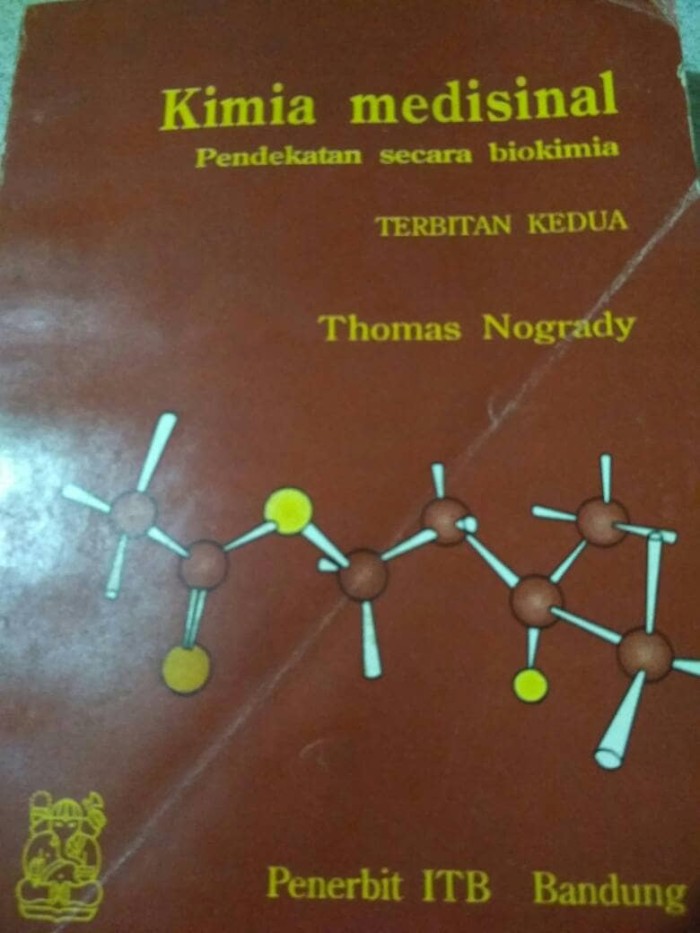 Kimia medisinal
Pendekatan secara biokimia
TERBITAN KEDUA
Thomas Nogrady
Penerbit ITB Bandung